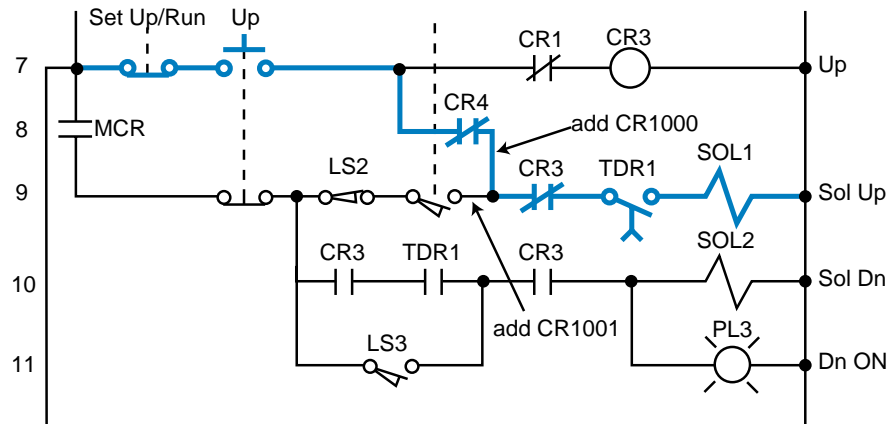 Set Up/Run Up
7 CR1 CR3 Up
CR4
8 MCR add CR1000
LS2 CR3 TDR1 SOL1
9 Sol Up
CR3 TDR1 CR3 SOL2
10 Sol Dn
add CR1001
LS3 PL3
11 Dn ON